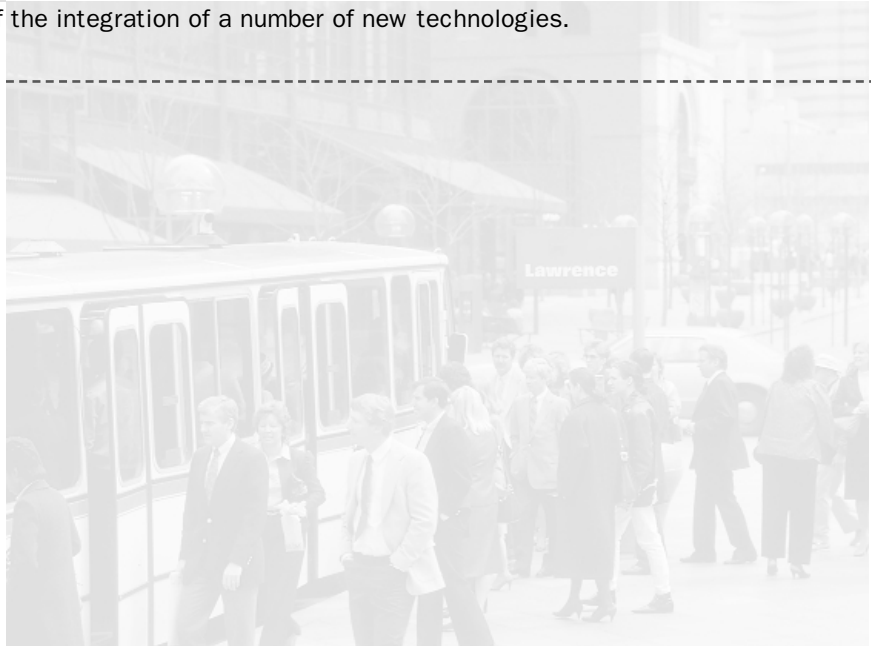 the integration of a number of new technologies.
Lawrence